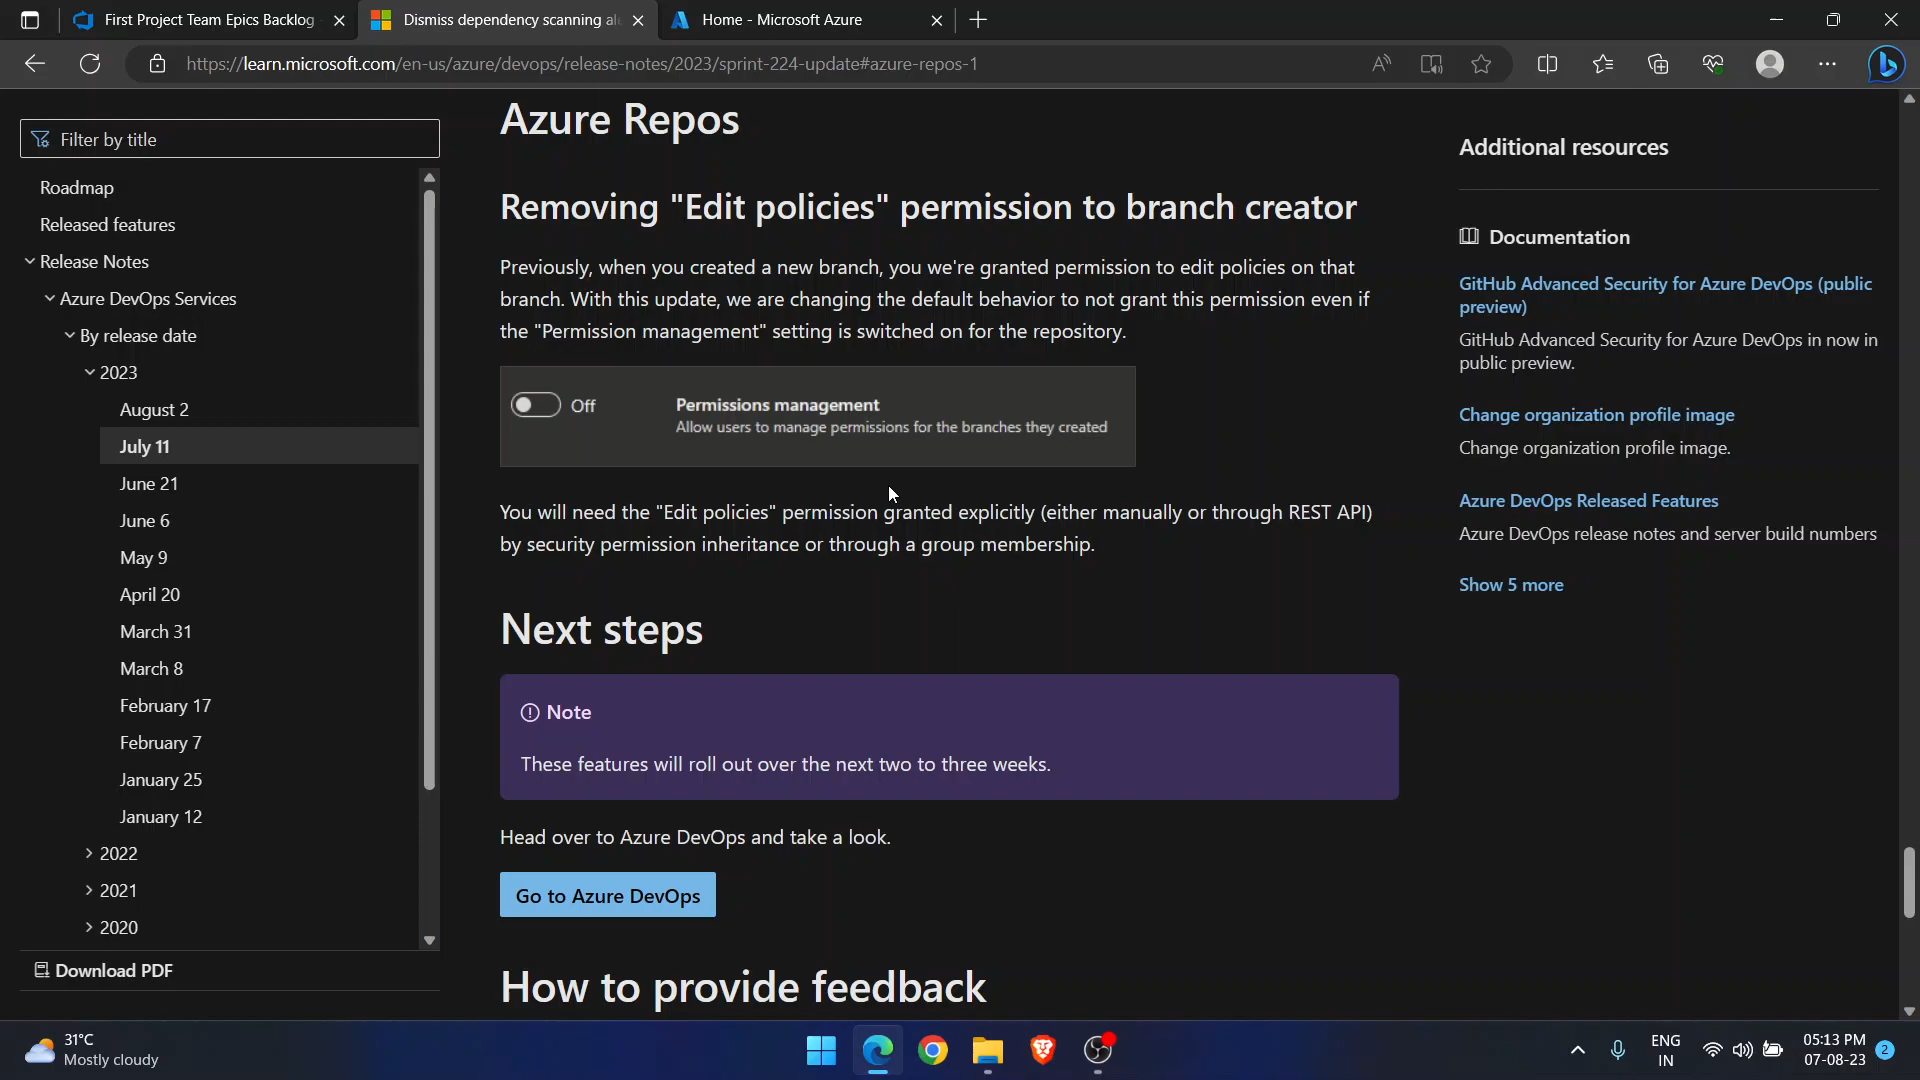 First Project Team Epics Backlog
Dismiss dependency scanning al
Home - Microsoft Azure
https://learn.microsoft.com/en-us/azure/devops/release-notes/2023/sprint-224-update#azure-repos-1
Filter by title
Roadmap
Released features
Release Notes
Azure DevOps Services
By release date
2023
August 2
July 11
June 21
June 6
May 9
April 20
March 31
March 8
February 17
February 7
January 25
January 12
2022
2021
2020
Download PDF
Azure Repos
Removing "Edit policies" permission to branch creator
Previously, when you created a new branch, you we're granted permission to edit policies on that
branch. With this update, we are changing the default behavior to not grant this permission even if
the "Permission management" setting is switched on for the repository.
Off
Permissions management
Allow users to manage permissions for the branches they created
You will need the "Edit policies" permission granted explicitly (either manually or through REST API)
by security permission inheritance or through a group membership.
Next steps
Note
These features will roll out over the next two to three weeks.
Head over to Azure DevOps and take a look.
Go to Azure DevOps
How to provide feedback
Additional resources
Documentation
GitHub Advanced Security for Azure DevOps (public
preview)
GitHub Advanced Security for Azure DevOps in now in
public preview.
Change organization profile image
Change organization profile image.
Azure DevOps Released Features
Azure DevOps release notes and server build numbers
Show 5 more
31°C
Mostly cloudy
ENG
IN
05:13 PM
07-08-23
2